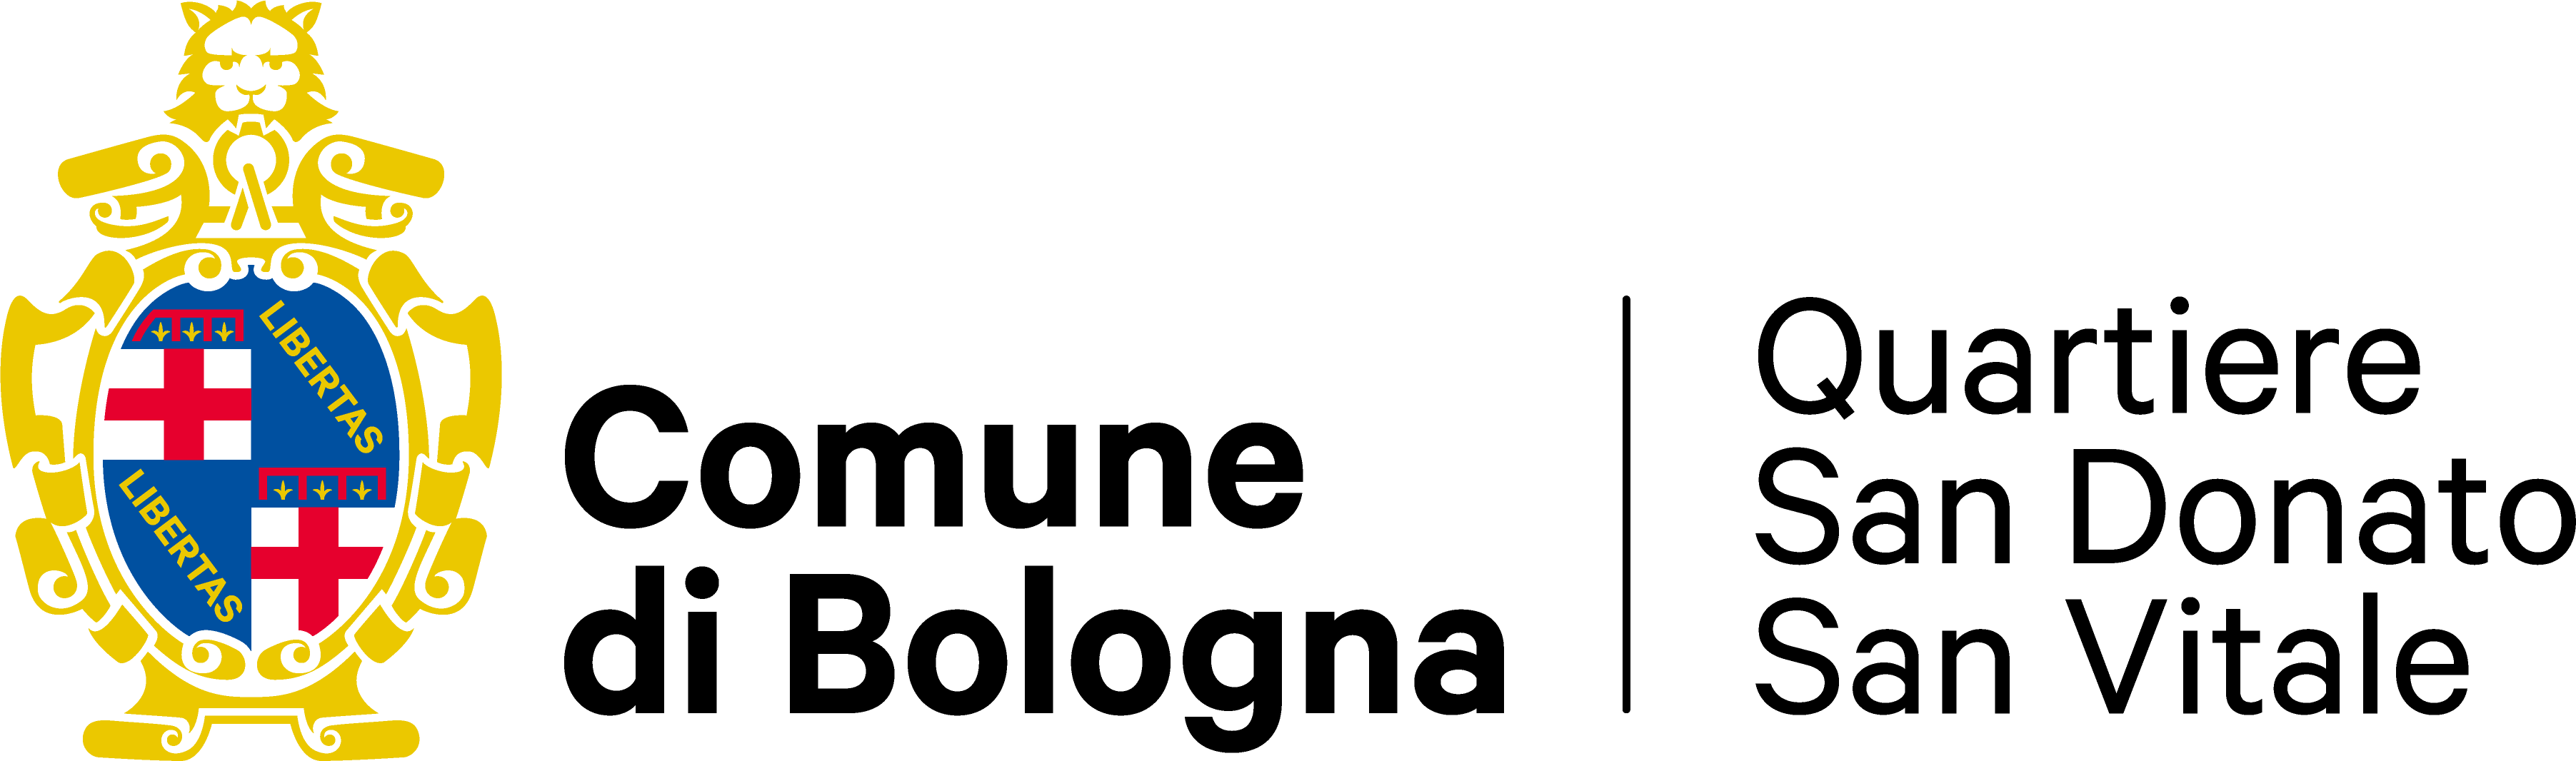 LIBERTAS
LIBERTAS
Comune
di Bologna
Quartiere
San Donato
San Vitale